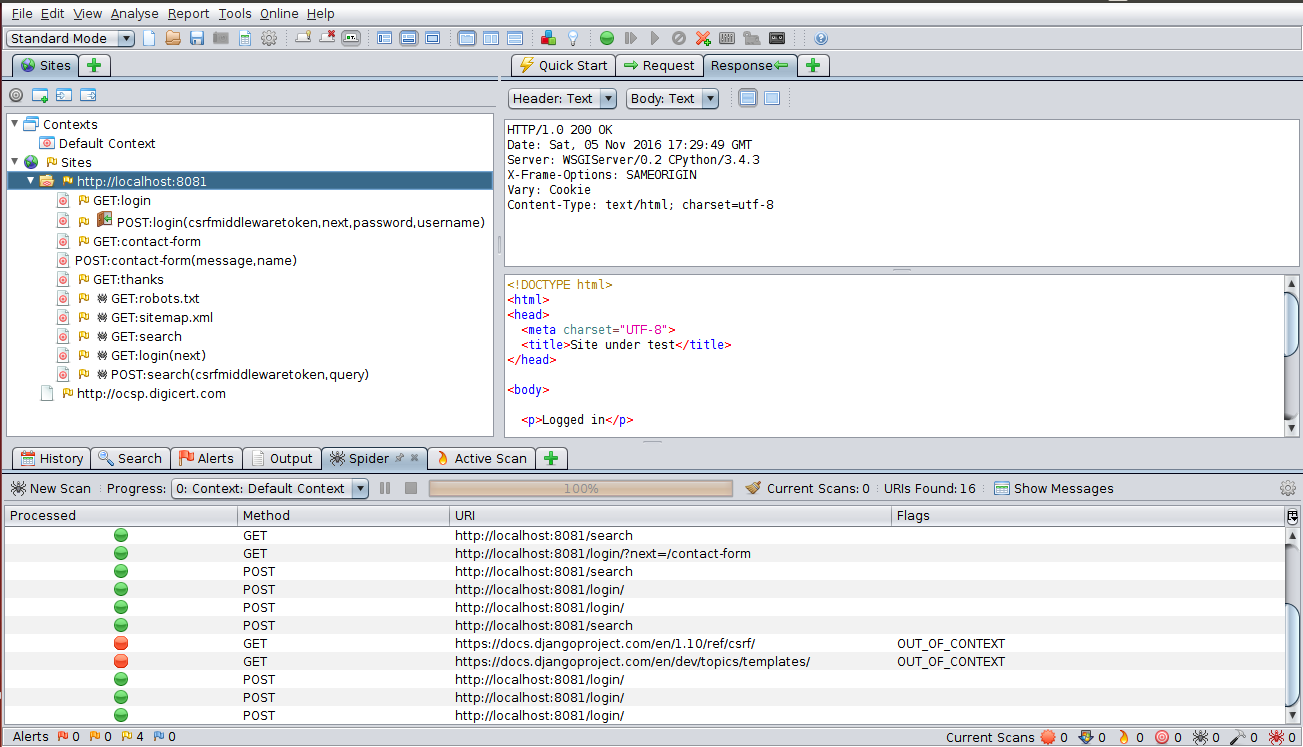 File Edit View Analyse Report Tools Online Help
Standard Mode
Sites
Quick Start Request Response
Header: Text Body: Text
Contexts
Default Context
Sites
http://localhost:8081
GET:login
POST:login(csrfmiddlewaretoken,next,password,username)
GET:contact-form
POST:contact-form(message,name)
GET:thanks
GET:robots.txt
GET:sitemap.xml
GET:search
GET:login(next)
POST:search(csrfmiddlewaretoken,query)
http://ocsp.digicert.com
HTTP/1.0 200 OK
Date: Sat, 05 Nov 2016 17:29:49 GMT
Server: WSGIServer/0.2 CPython/3.4.3
X-Frame-Options: SAMEORIGIN
Vary: Cookie
Content-Type: text/html; charset=utf-8
<!DOCTYPE html>
<html>
<head>
<meta charset="UTF-8">
<title>Site under test</title>
</head>
<body>
<p>Logged in</p>
History Search Alerts Output Spider Active Scan
New Scan Progress: 0: Context: Default Context 100% Current Scans: 0 URIs Found: 16 Show Messages
Processed Method URI Flags
GET http://localhost:8081/search
GET http://localhost:8081/login/?next=/contact-form
POST http://localhost:8081/search
POST http://localhost:8081/login/
POST http://localhost:8081/login/
POST http://localhost:8081/search
GET https://docs.djangoproject.com/en/1.10/ref/csrf/ OUT_OF_CONTEXT
GET https://docs.djangoproject.com/en/dev/topics/templates/ OUT_OF_CONTEXT
POST http://localhost:8081/login/
POST http://localhost:8081/login/
POST http://localhost:8081/login/
Alerts 0 0 4 0 Current Scans 0 0 0 0 0 0 0